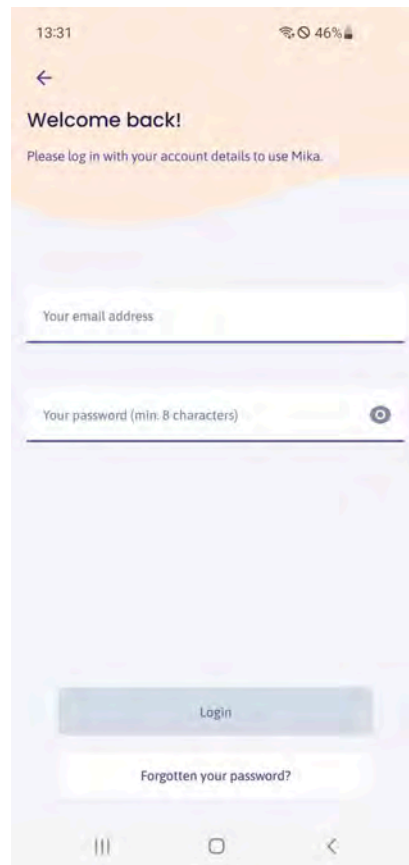 13:31
46%
Welcome back!
Please log in with your account details to use Mika.
Your email address
Your password (min. 8 characters)
Login
Forgotten your password?